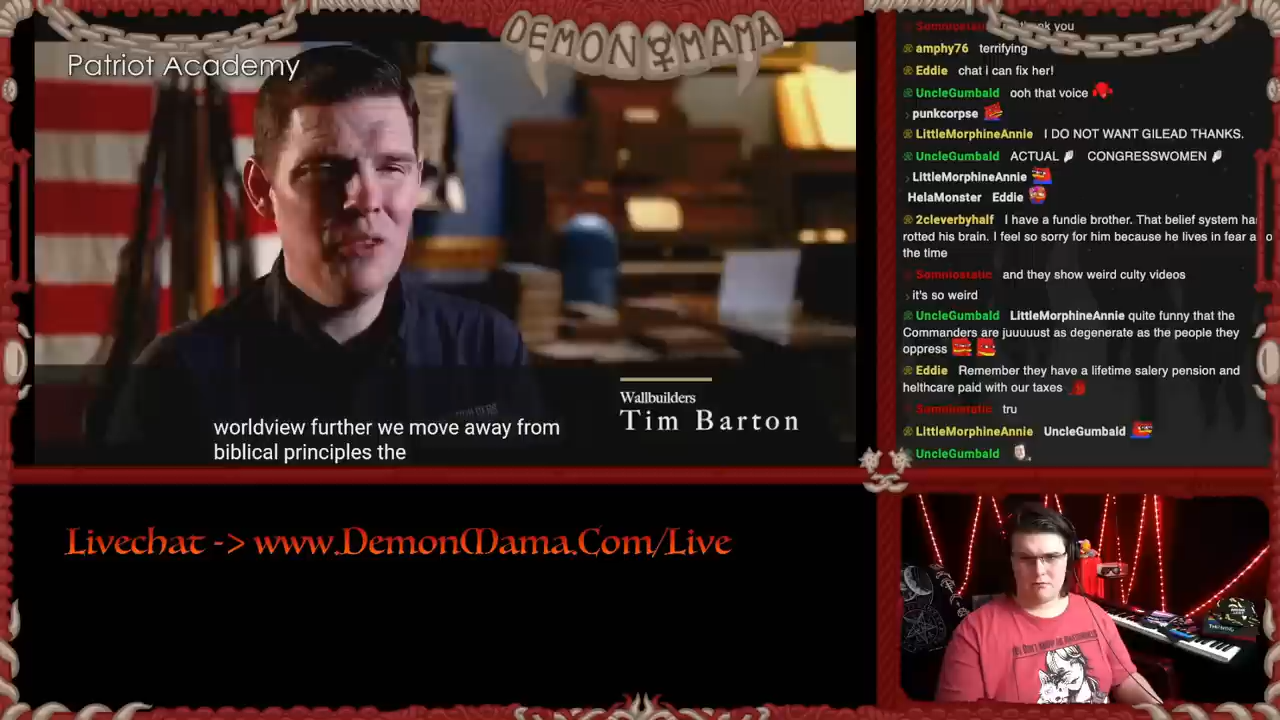 DEMON MAMA
Patriot Academy
Wallbuilders
Tim Barton
worldview further we move away from
biblical principles the
thank you
amphy76 terrifying
Eddie chat i can fix her!
UncleGumbald ooh that voice
punkcorpse
LittleMorphineAnnie I DO NOT WANT GILEAD THANKS.
UncleGumbald ACTUAL CONGRESSWOMEN
LittleMorphineAnnie
HelaMonster Eddie
2cleverbyhalf I have a fundie brother. That belief system has
rotted his brain. I feel so sorry for him because he lives in fear a o
the time
Somniostatic and they show weird culty videos
it's so weird
UncleGumbald LittleMorphineAnnie quite funny that the
Commanders are juuuuust as degenerate as the people they
oppress
Eddie Remember they have a lifetime salery pension and
helthcare paid with our taxes
Somniostatic tru
LittleMorphineAnnie UncleGumbald
UncleGumbald
Livechat -> www.DemonMama.Com/Live